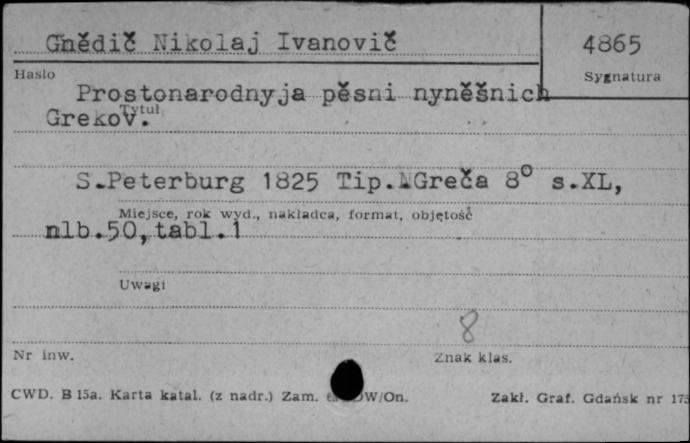 Gnědič Nikolaj Ivanovič
4865
Hasło
Sygnatura
Prostonarodnyja pěsni nyněšnich
Tytuł
Grekov.
S.Peterburg 1825 Tip.NGreča 8° s.XL,
Miejsce, rok wyd., nakładca, format, objętość
nlb.50,tabl.1
Uwagi
8
Nr inw.
Znak klas.
CWD. B 15a. Karta katal. (z nadr.) Zam. W/On.
Zakł. Graf. Gdańsk nr